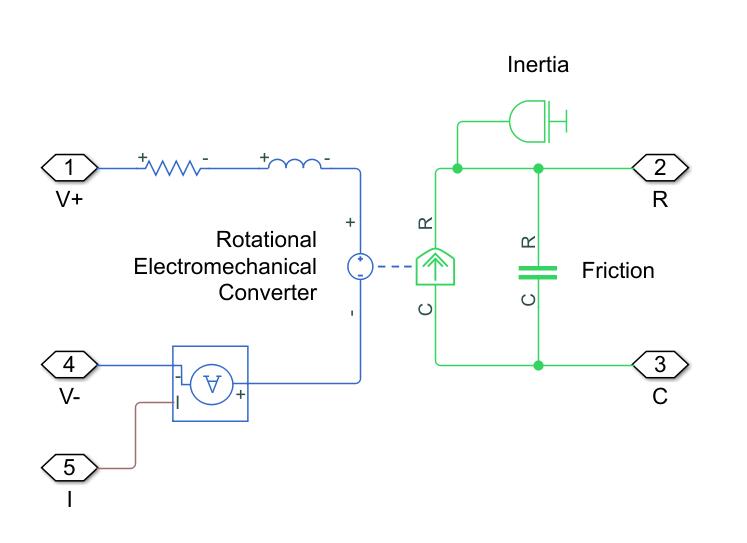 Inertia
1
+
-
+
-
2
V+
R
+
R
Rotational
Electromechanical
Converter
+
-
R
Friction
C
C
-
4
V-
-
A
+
I
3
C
5
I